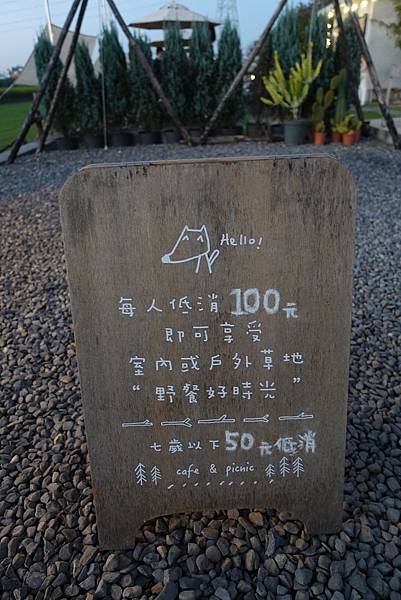 Hello!
每人低消100元
即可享受
室內或戶外草地
“野餐好時光”
七歲以下50元低消
cafe & picnic